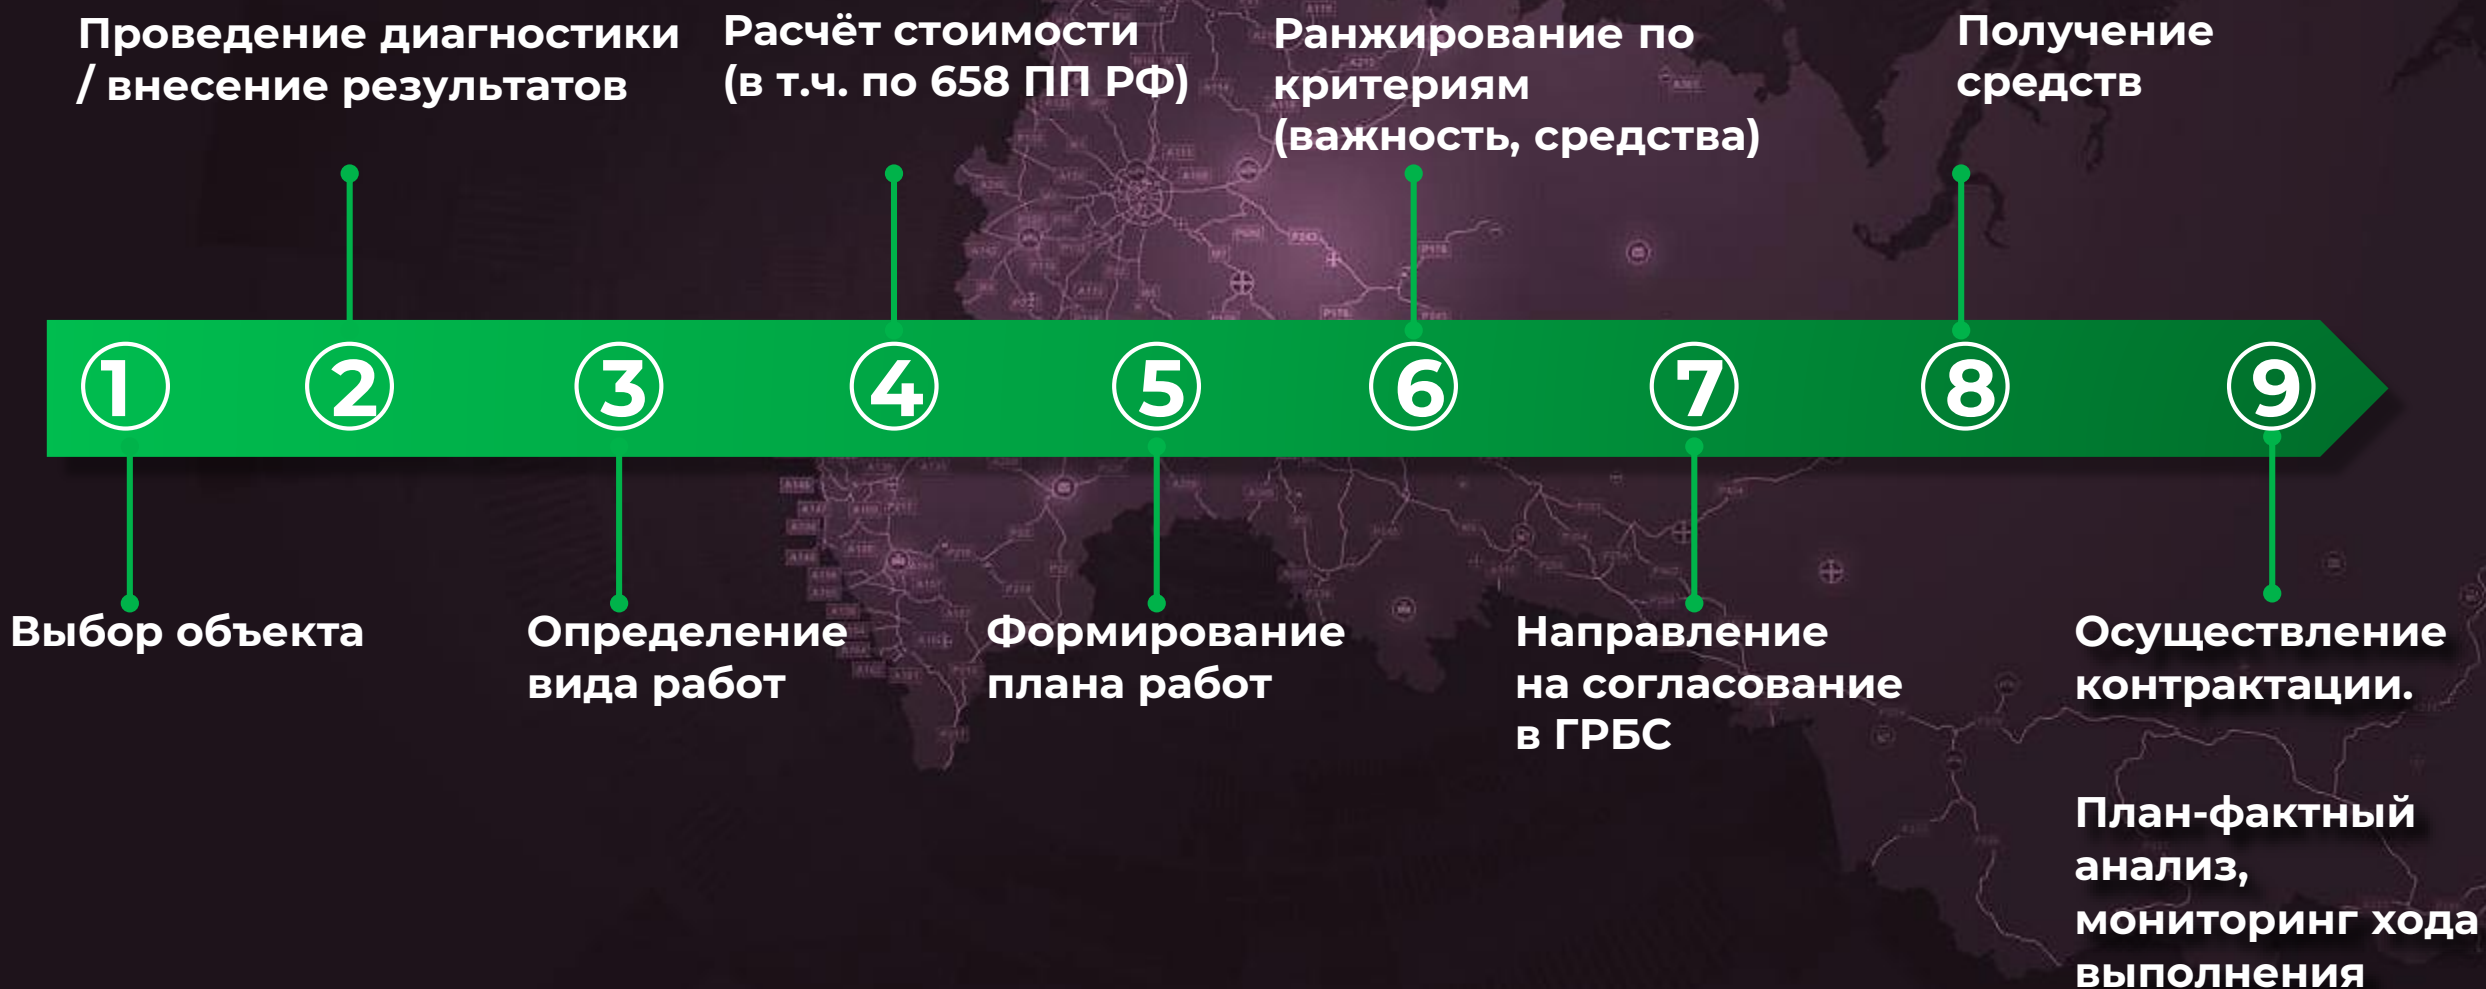 Проведение диагностики
/ внесение результатов
Расчёт стоимости
(в т.ч. по 658 ПП РФ)
Ранжирование по
критериям
(важность, средства)
Получение
средств
1
2
3
4
5
6
7
8
9
Выбор объекта
Определение
вида работ
Формирование
плана работ
Направление
на согласование
в ГРБС
Осуществление
контрактации.
План-фактный
анализ,
мониторинг хода
выполнения